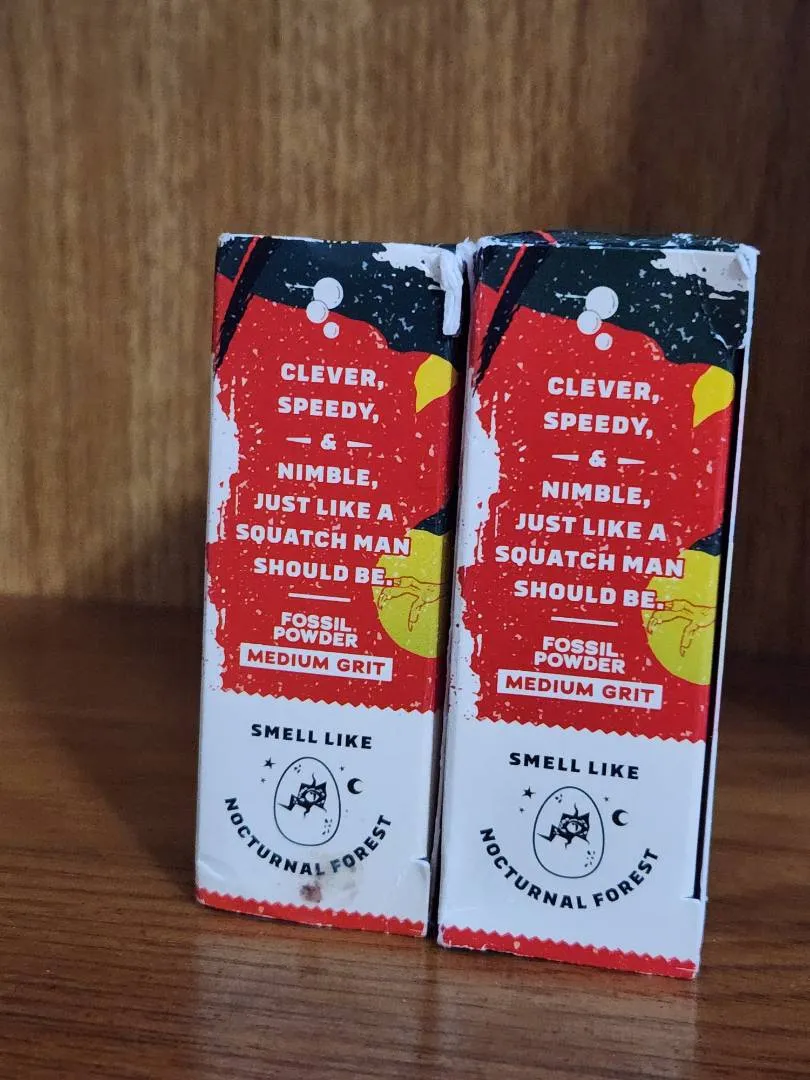 CLEVER,
SPEEDY,
&
NIMBLE,
JUST LIKE A
SQUATCH MAN
SHOULD BE.
FOSSIL
POWDER
MEDIUM GRIT
SMELL LIKE
NOCTURNAL FOREST
CLEVER,
SPEEDY,
&
NIMBLE,
JUST LIKE A
SQUATCH MAN
SHOULD BE.
FOSSIL
POWDER
MEDIUM GRIT
SMELL LIKE
NOCTURNAL FOREST